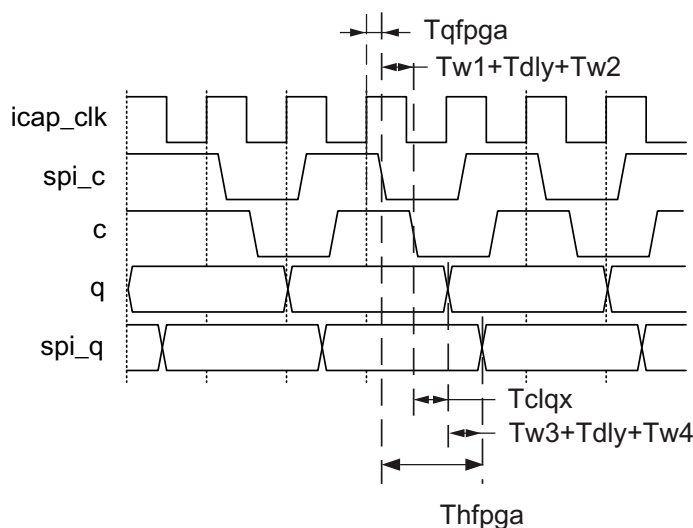 Tqfpga
Tw1+Tdly+Tw2
icap_clk
spi_c
c
q
spi_q
Tclqx
Tw3+Tdly+Tw4
Thfpga